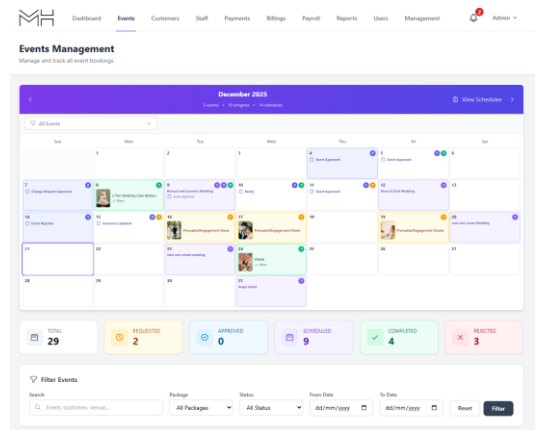 MH
Dashboard Events Customers Staff Payments Billings Payroll Reports Users Management 2 Admin
Events Management
Manage and track all event bookings
December 2025
View Schedules
All Events
Sun Mon Tue Wed Thu Fri Sat
1 2 3 4 5 6
Event Approved
Event Approved
7 8 9 10 11 12 13
Change Request Approved
Event Approved
Ready
Event Approved
14 15 16 17 18 19 20
Event Rejected
Prenuptial/Engagement Shoot
Prenuptial/Engagement Shoot
Prenuptial/Engagement Shoot
21 22 23 24 25 26 27
28 29 30 31
TOTAL
29
REQUESTED
2
APPROVED
0
SCHEDULED
9
COMPLETED
4
REJECTED
3
Filter Events
Search Package Status From Date To Date
Event, customer, venue... All Packages All Status dd/mm/yyyy dd/mm/yyyy Reset Filter